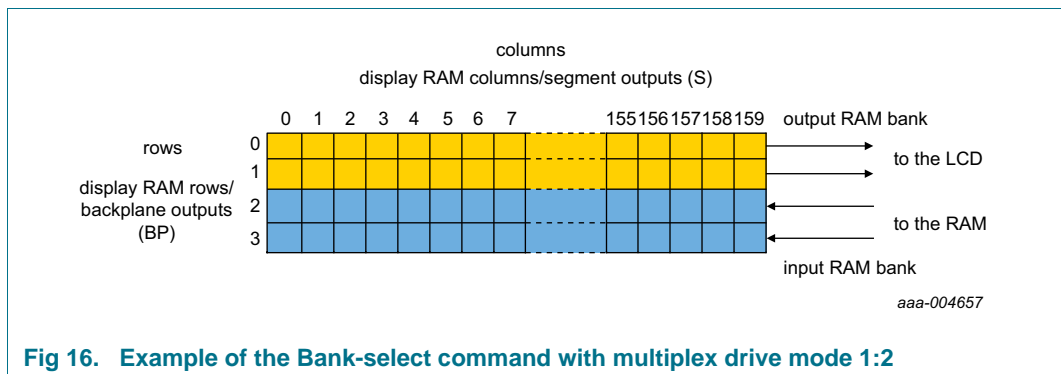 columns
display RAM columns/segment outputs (S)
0 1 2 3 4 5 6 7 155 156 157 158 159 output RAM bank
rows 0
to the LCD
1
display RAM rows/
backplane outputs
(BP)
2
to the RAM
3
input RAM bank
aaa-004657
Fig 16. Example of the Bank-select command with multiplex drive mode 1:2